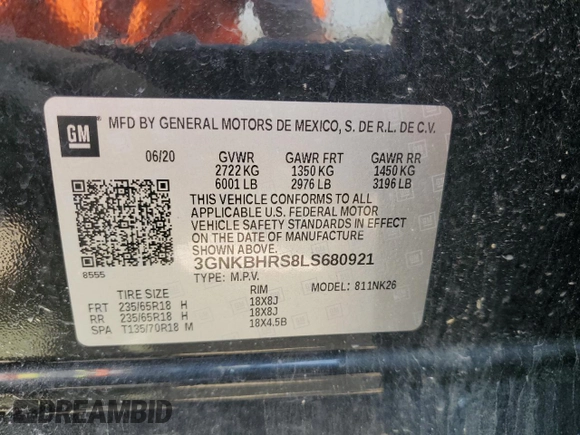 GM
MFD BY GENERAL MOTORS DE MEXICO, S. DE R.L. DE C.V.
06/20 GVWR GAWR FRT GAWR RR
2722 KG 1350 KG 1450 KG
6001 LB 2976 LB 3196 LB
THIS VEHICLE CONFORMS TO ALL
APPLICABLE U.S. FEDERAL MOTOR
VEHICLE SAFETY STANDARDS IN EFFECT
ON THE DATE OF MANUFACTURE
SHOWN ABOVE.
8555 3GNKBHRS8LS680921
TYPE: M.P.V. MODEL: 811NK26
TIRE SIZE RIM
FRT 235/65R18 H 18X8J
RR 235/65R18 H 18X8J
SPA T135/70R18 M 18X4.5B
DREAMBID